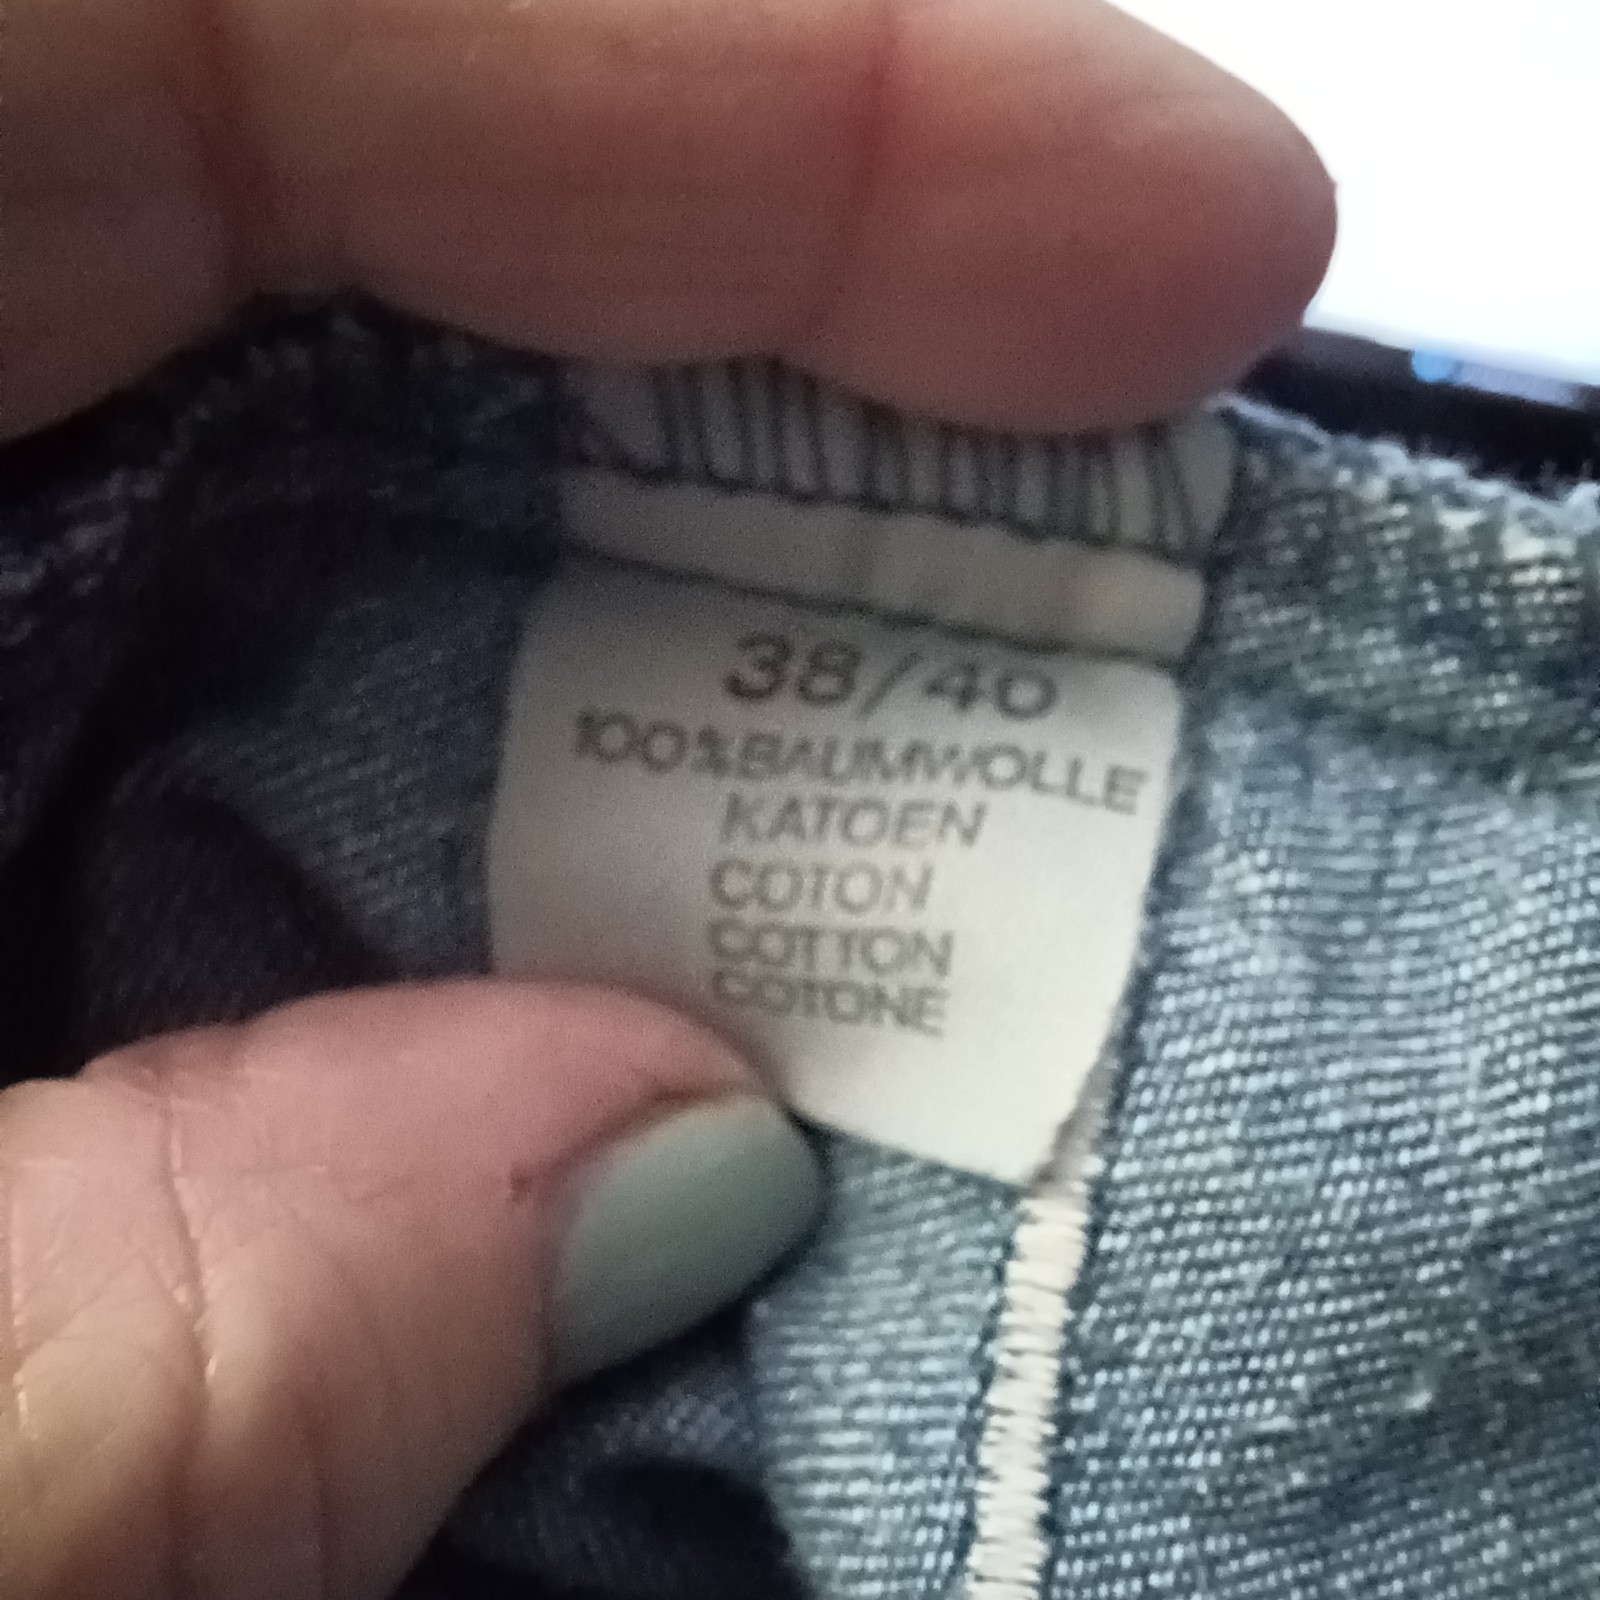 38/40
100%BAUMWOLLE
KATOEN
COTON
COTTON
COTONE